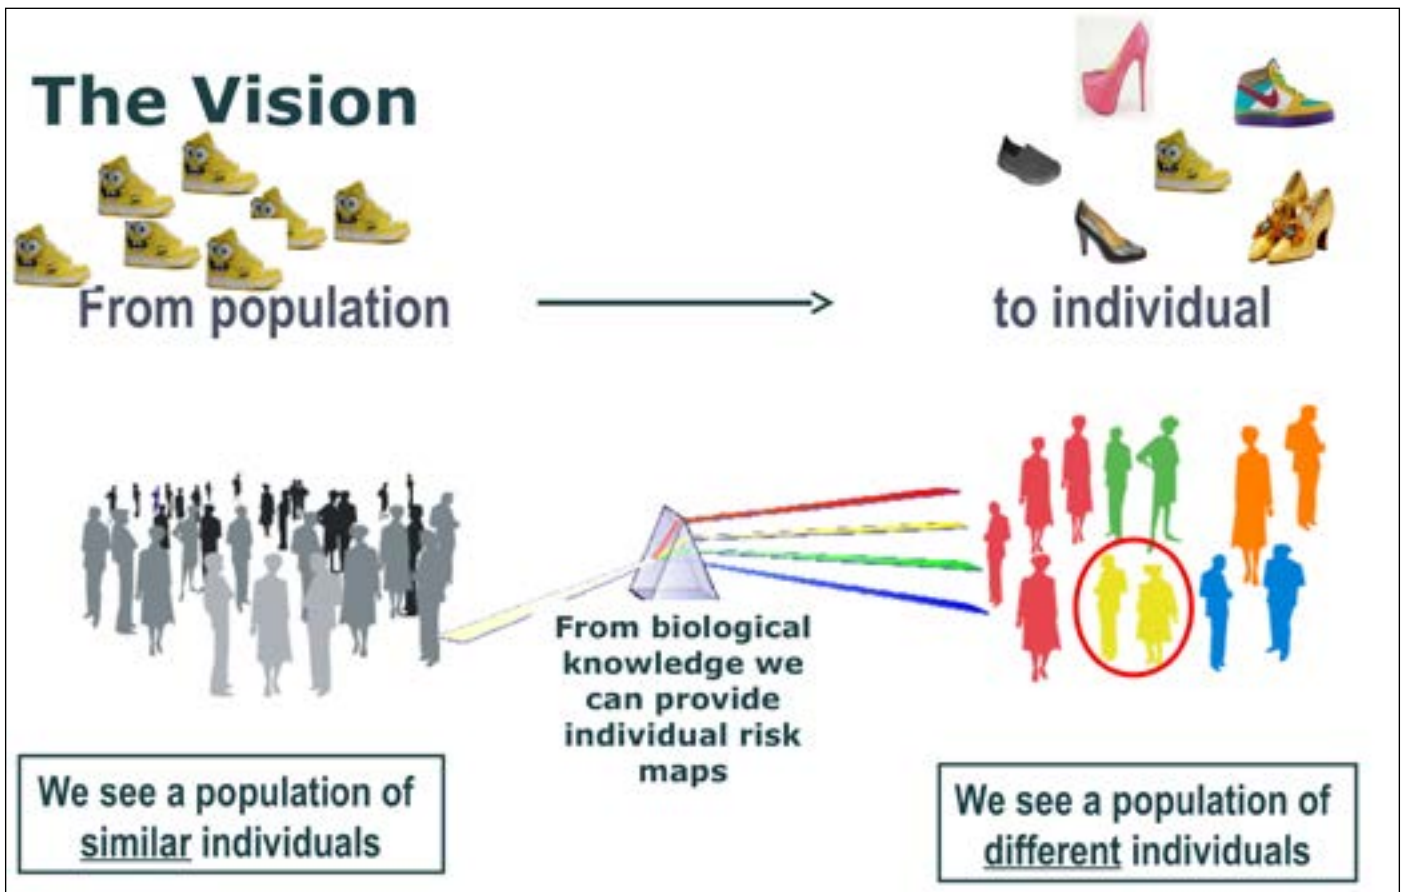 The Vision
From population
to individual
From biological
knowledge we
can provide
individual risk
maps
We see a population of
similar individuals
We see a population of
different individuals